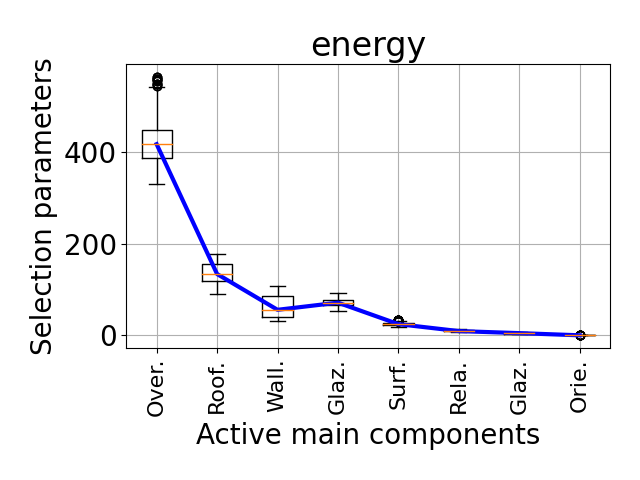 energy
Selection parameters
400
200
0
Over.
Roof.
Wall.
Glaz.
Surf.
Rela.
Glaz.
Orie.
Active main components